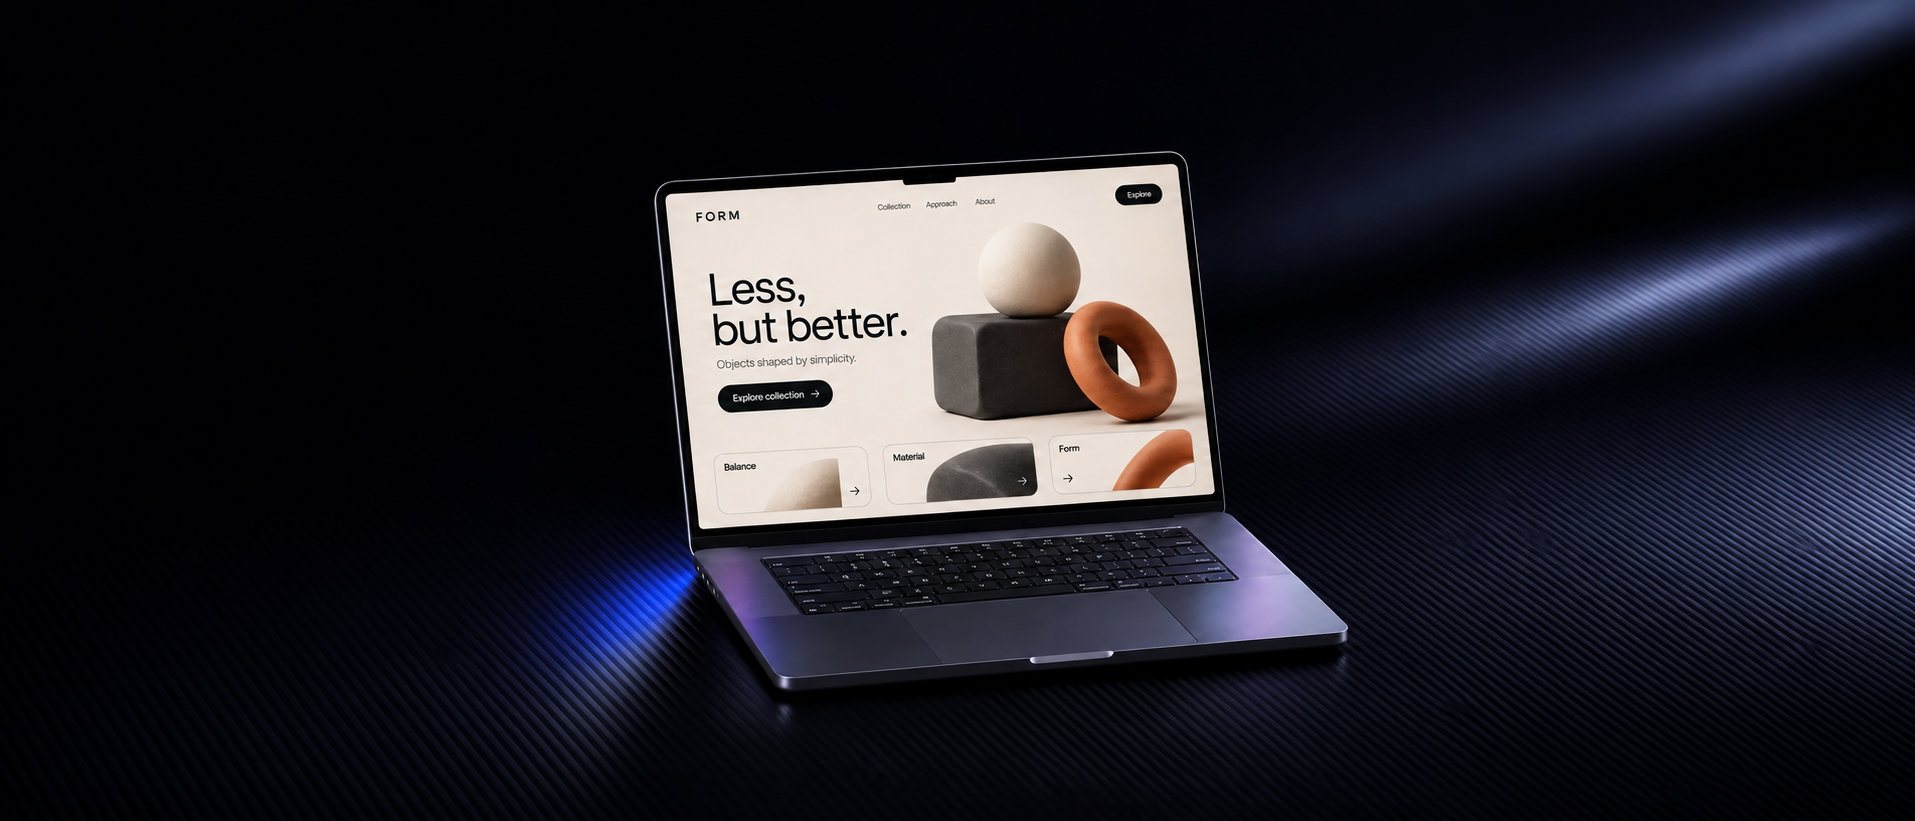 FORM
Collection
Approach
About
Explore
Less,
but better.
Objects shaped by simplicity.
Explore collection →
Balance
Material
Form